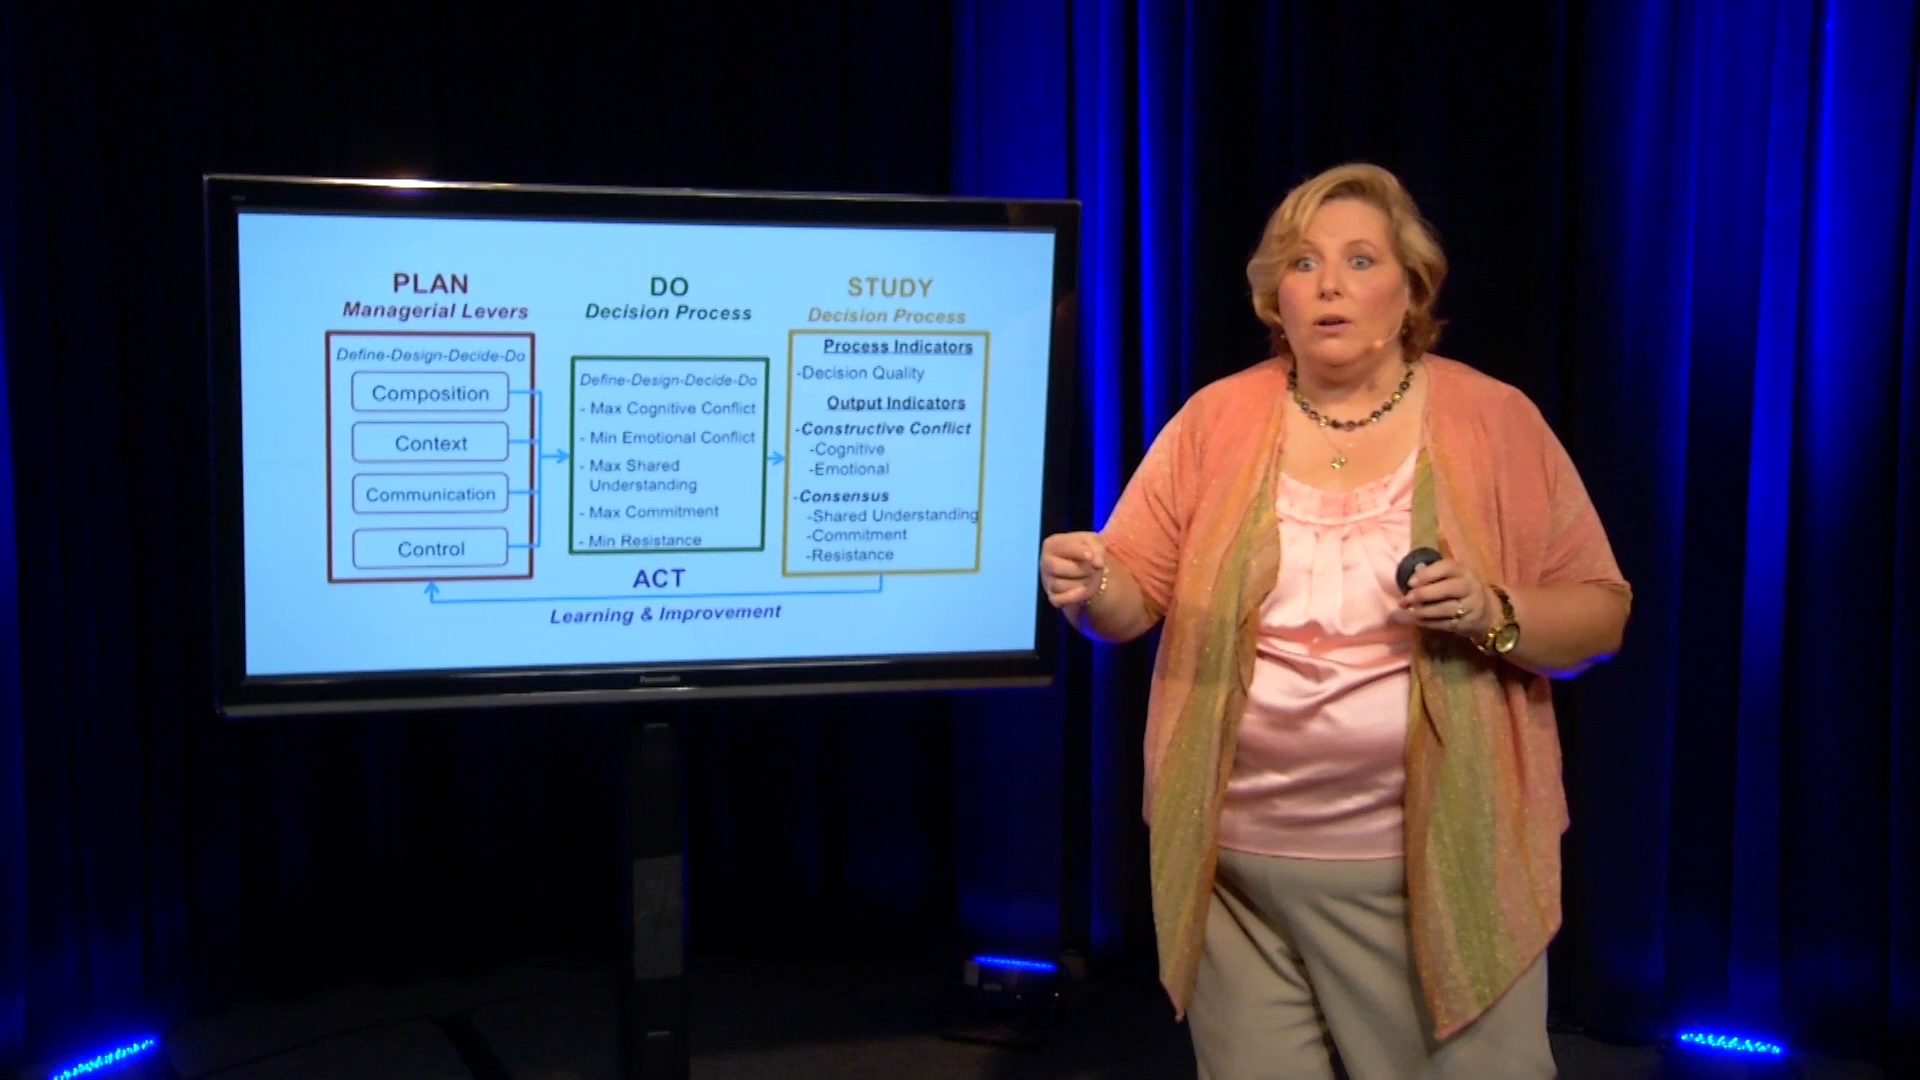 PLAN
Managerial Levers
Define-Design-Decide-Do
Composition
Context
Communication
Control
DO
Decision Process
Define-Design-Decide-Do
- Max Cognitive Conflict
- Min Emotional Conflict
- Max Shared
Understanding
- Max Commitment
- Min Resistance
STUDY
Decision Process
Process Indicators
-Decision Quality
Output Indicators
-Constructive Conflict
-Cognitive
-Emotional
-Consensus
-Shared Understanding
-Commitment
-Resistance
ACT
Learning & Improvement
Panasonic